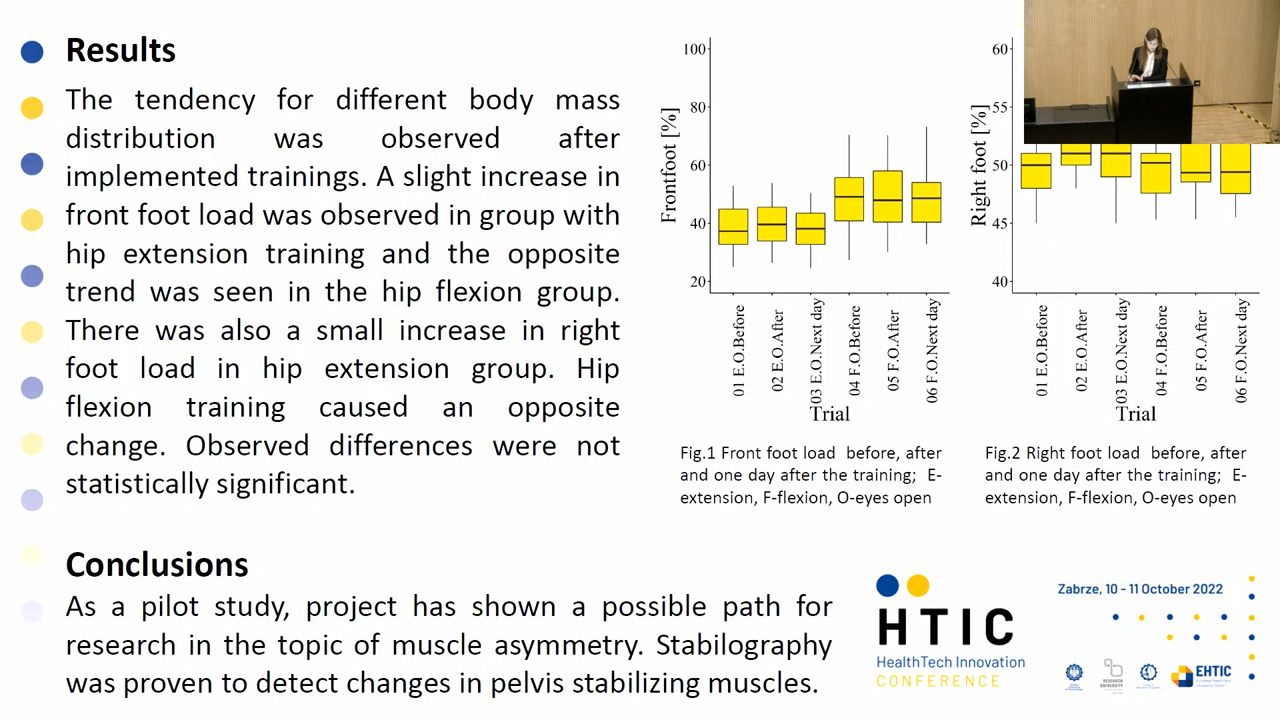 Results
The tendency for different body mass
distribution was observed after
implemented trainings. A slight increase in
front foot load was observed in group with
hip extension training and the opposite
trend was seen in the hip flexion group.
There was also a small increase in right
foot load in hip extension group. Hip
flexion training caused an opposite
change. Observed differences were not
statistically significant.
Conclusions
As a pilot study, project has shown a possible path for
research in the topic of muscle asymmetry. Stabilography
was proven to detect changes in pelvis stabilizing muscles.
Frontfoot [%]
100
80
60
40
20
01 E.O.Before
02 E.O.After
03 E.O.Next day
04 F.O.Before
05 F.O.After
06 F.O.Next day
Trial
Fig.1 Front foot load before, after
and one day after the training; E-
extension, F-flexion, O-eyes open
Right foot [%]
60
55
50
45
40
01 E.O.Before
02 E.O.After
03 E.O.Next day
04 F.O.Before
05 F.O.After
06 F.O.Next day
Trial
Fig.2 Right foot load before, after
and one day after the training; E-
extension, F-flexion, O-eyes open
HTIC
HealthTech Innovation
CONFERENCE
Zabrze, 10 - 11 October 2022
EHTIC